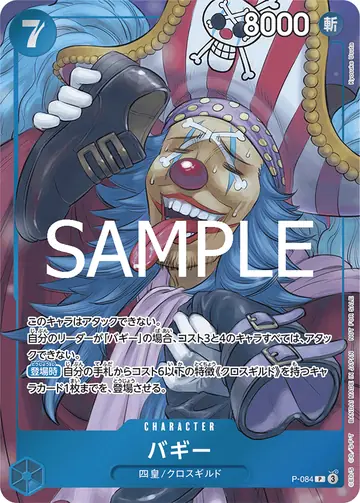 7
8000
斬
SAMPLE
このキャラはアタックできない。
自分のリーダーが「バギー」の場合、コスト3と4のキャラすべては、アタックできない。
登場時 自分の手札からコスト6以下の特徴《クロスギルド》を持つキャラカード1枚までを、登場させる。
CHARACTER
バギー
四皇/クロスギルド
P-084 P 3